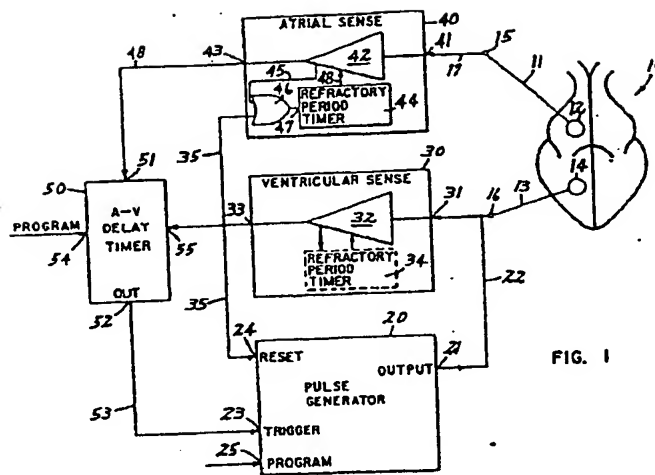 ATRIAL SENSE
40
48
43
41
15
42
17
11
1
45
48
46
REFRACTORY
PERIOD
TIMER
47
44
12
14
35
51
30
50
VENTRICULAR SENSE
31
16
13
33
A-V
DELAY
TIMER
PROGRAM
54
55
32
REFRACTORY
PERIOD
TIMER
34
22
OUT
52
35
20
24
RESET
OUTPUT
21
FIG. 1
PULSE
GENERATOR
53
23
TRIGGER
25
PROGRAM